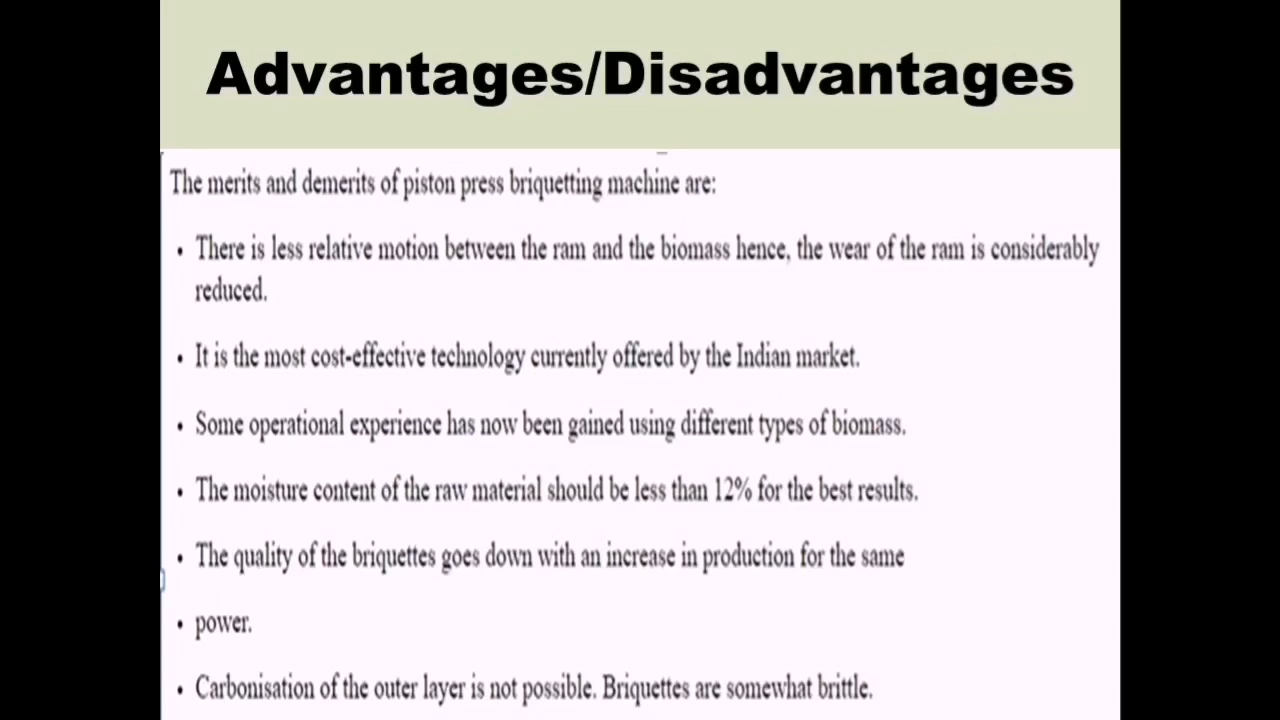 Advantages/Disadvantages
The merits and demerits of piston press briquetting machine are:
• There is less relative motion between the ram and the biomass hence, the wear of the ram is considerably
reduced.
• It is the most cost-effective technology currently offered by the Indian market.
• Some operational experience has now been gained using different types of biomass.
• The moisture content of the raw material should be less than 12% for the best results.
• The quality of the briquettes goes down with an increase in production for the same
• power.
• Carbonisation of the outer layer is not possible. Briquettes are somewhat brittle.